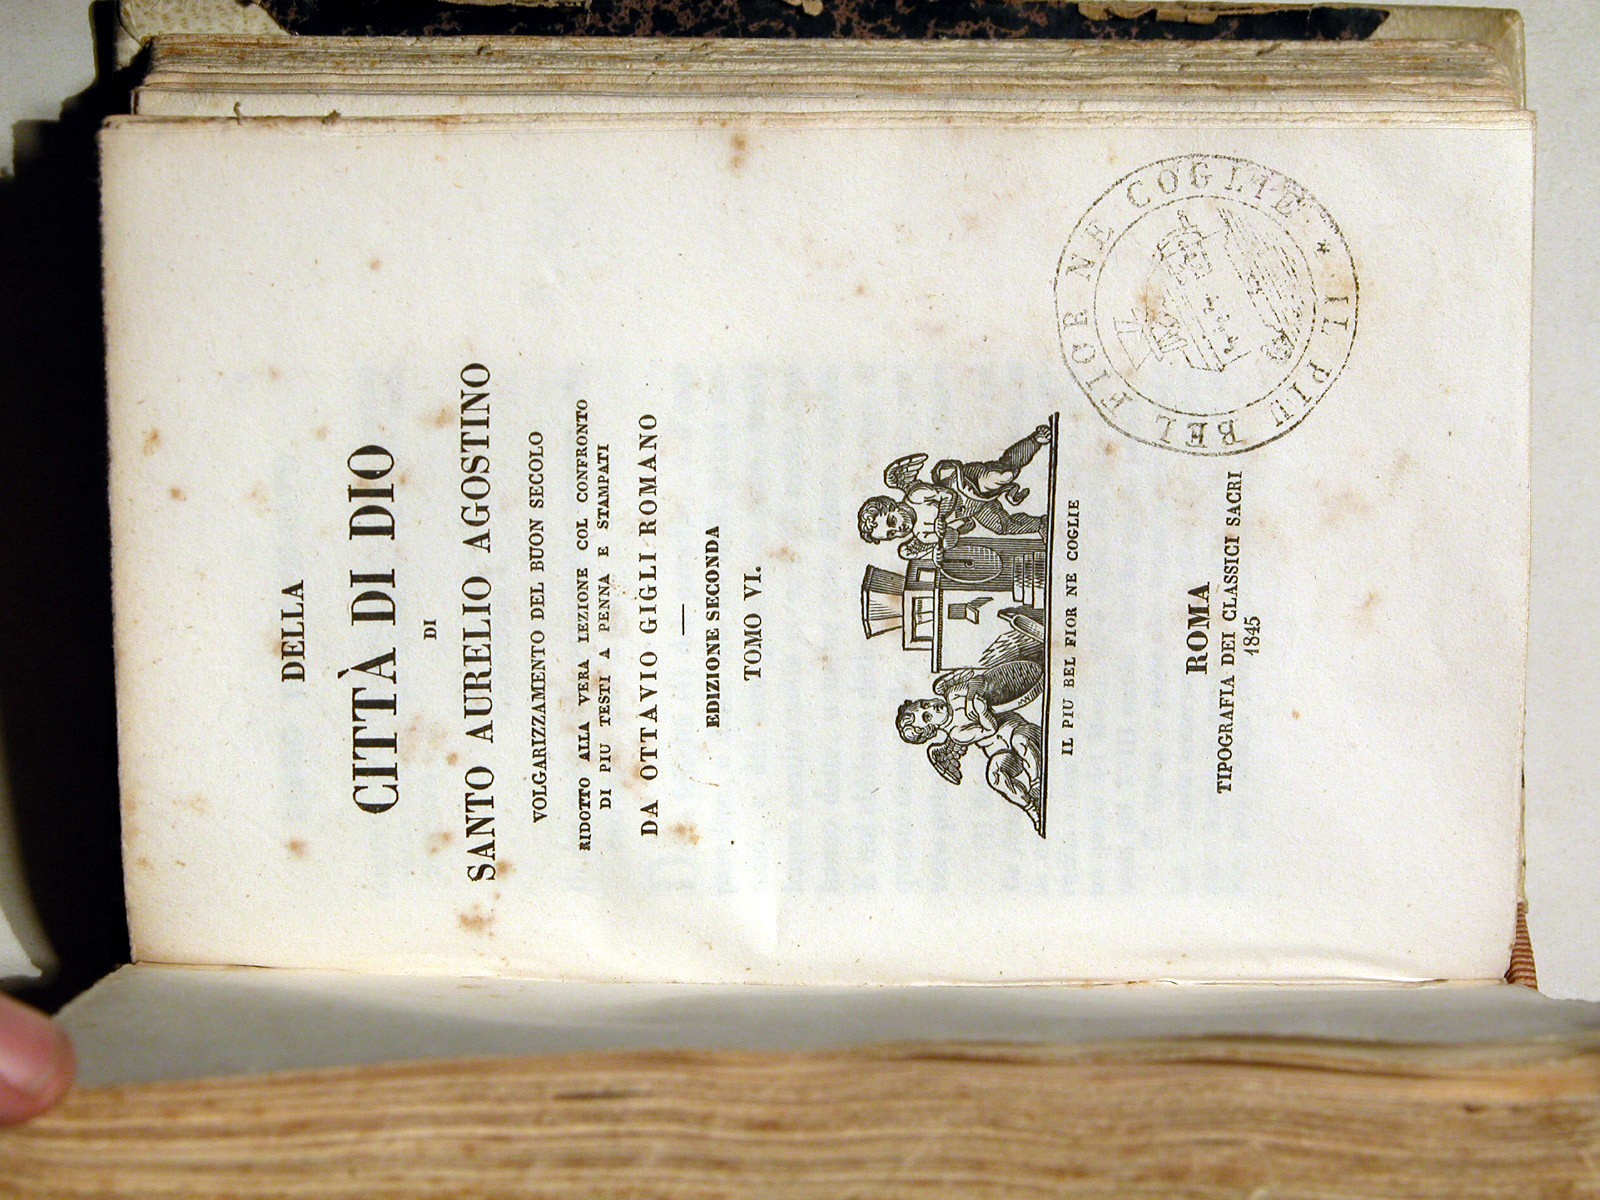 DELLA
CITTÀ DI DIO
DI
SANTO AURELIO AGOSTINO
VOLGARIZZAMENTO DEL BUON SECOLO
RIDOTTO ALLA VERA LEZIONE COL CONFRONTO
DI PIU TESTI A PENNA E STAMPATI
DA OTTAVIO GIGLI ROMANO
EDIZIONE SECONDA
TOMO VI.
IL PIU BEL FIOR NE COGLIE
ROMA
TIPOGRAFIA DEI CLASSICI SACRI
1845
* IL PIU BEL FIOR NE COGLIE